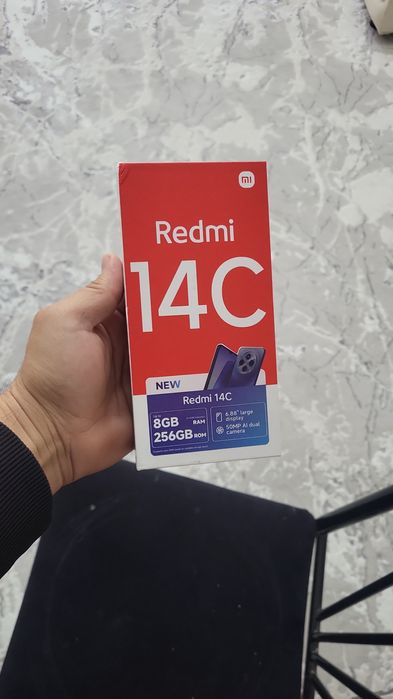 mi
Redmi
14C
NEW
Redmi 14C
8GB RAM
256GB ROM
6.88" large
display
50MP AI dual
camera